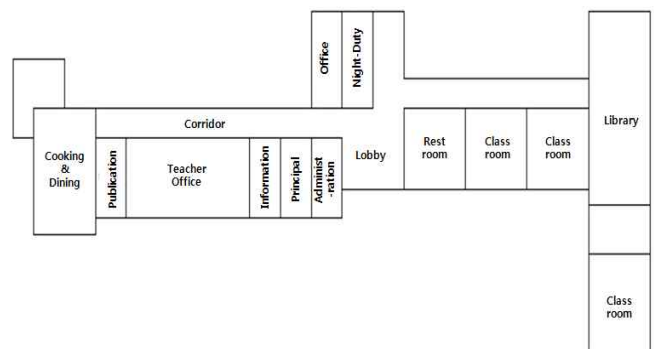 Office
Night-Duty
Corridor
Library
Cooking
&
Dining
Publication
Teacher
Office
Information
Principal
Administ
-ration
Lobby
Rest
room
Class
room
Class
room
Class
room